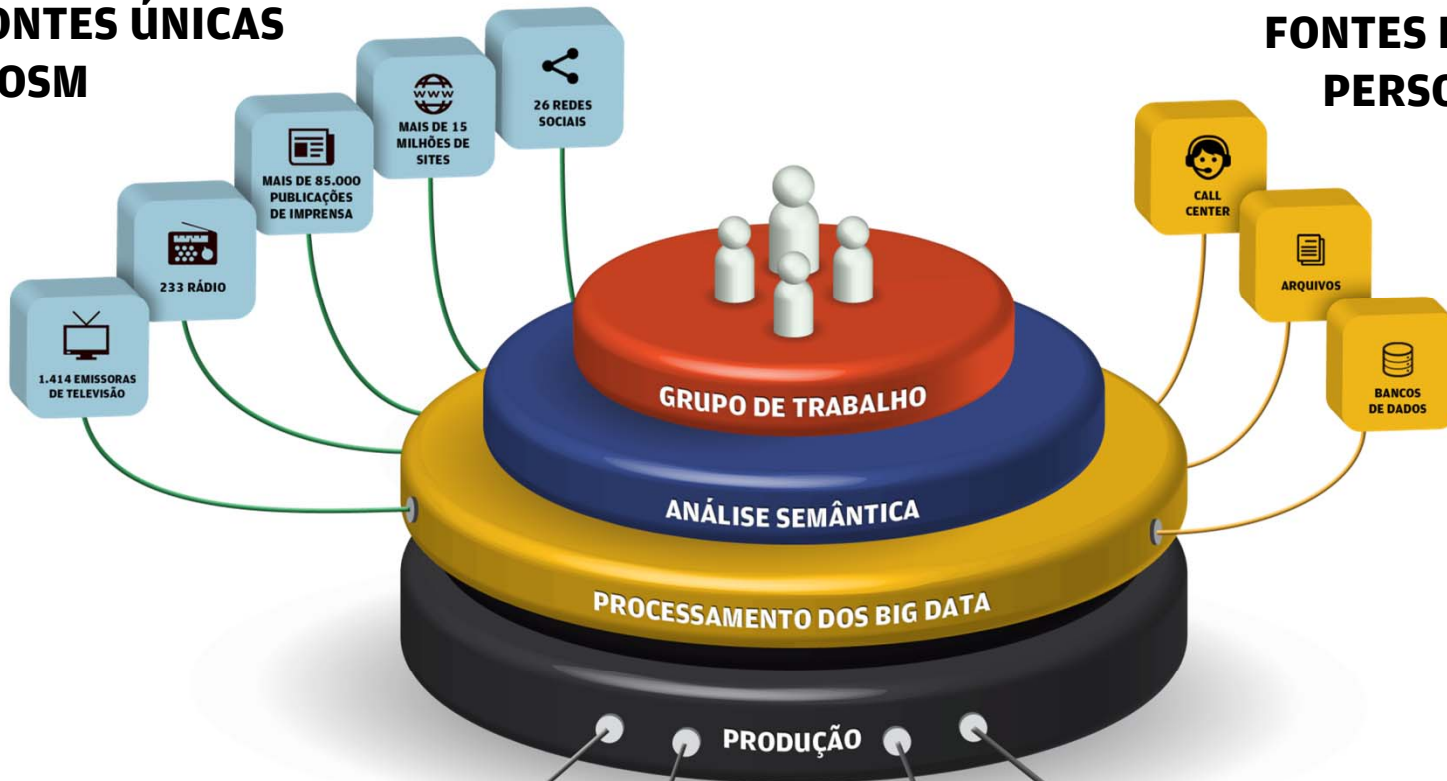 ONTES ÚNICAS
OSM
FONTES
PERSO
26 REDES
SOCIAIS
WWW
MAIS DE 15
MILHÕES DE
SITES
MAIS DE 85.000
PUBLICAÇÕES
DE IMPRENSA
233 RÁDIO
1.414 EMISSORAS
DE TELEVISÃO
CALL
CENTER
ARQUIVOS
BANCOS
DE DADOS
GRUPO DE TRABALHO
ANÁLISE SEMÂNTICA
PROCESSAMENTO DOS BIG DATA
PRODUÇÃO